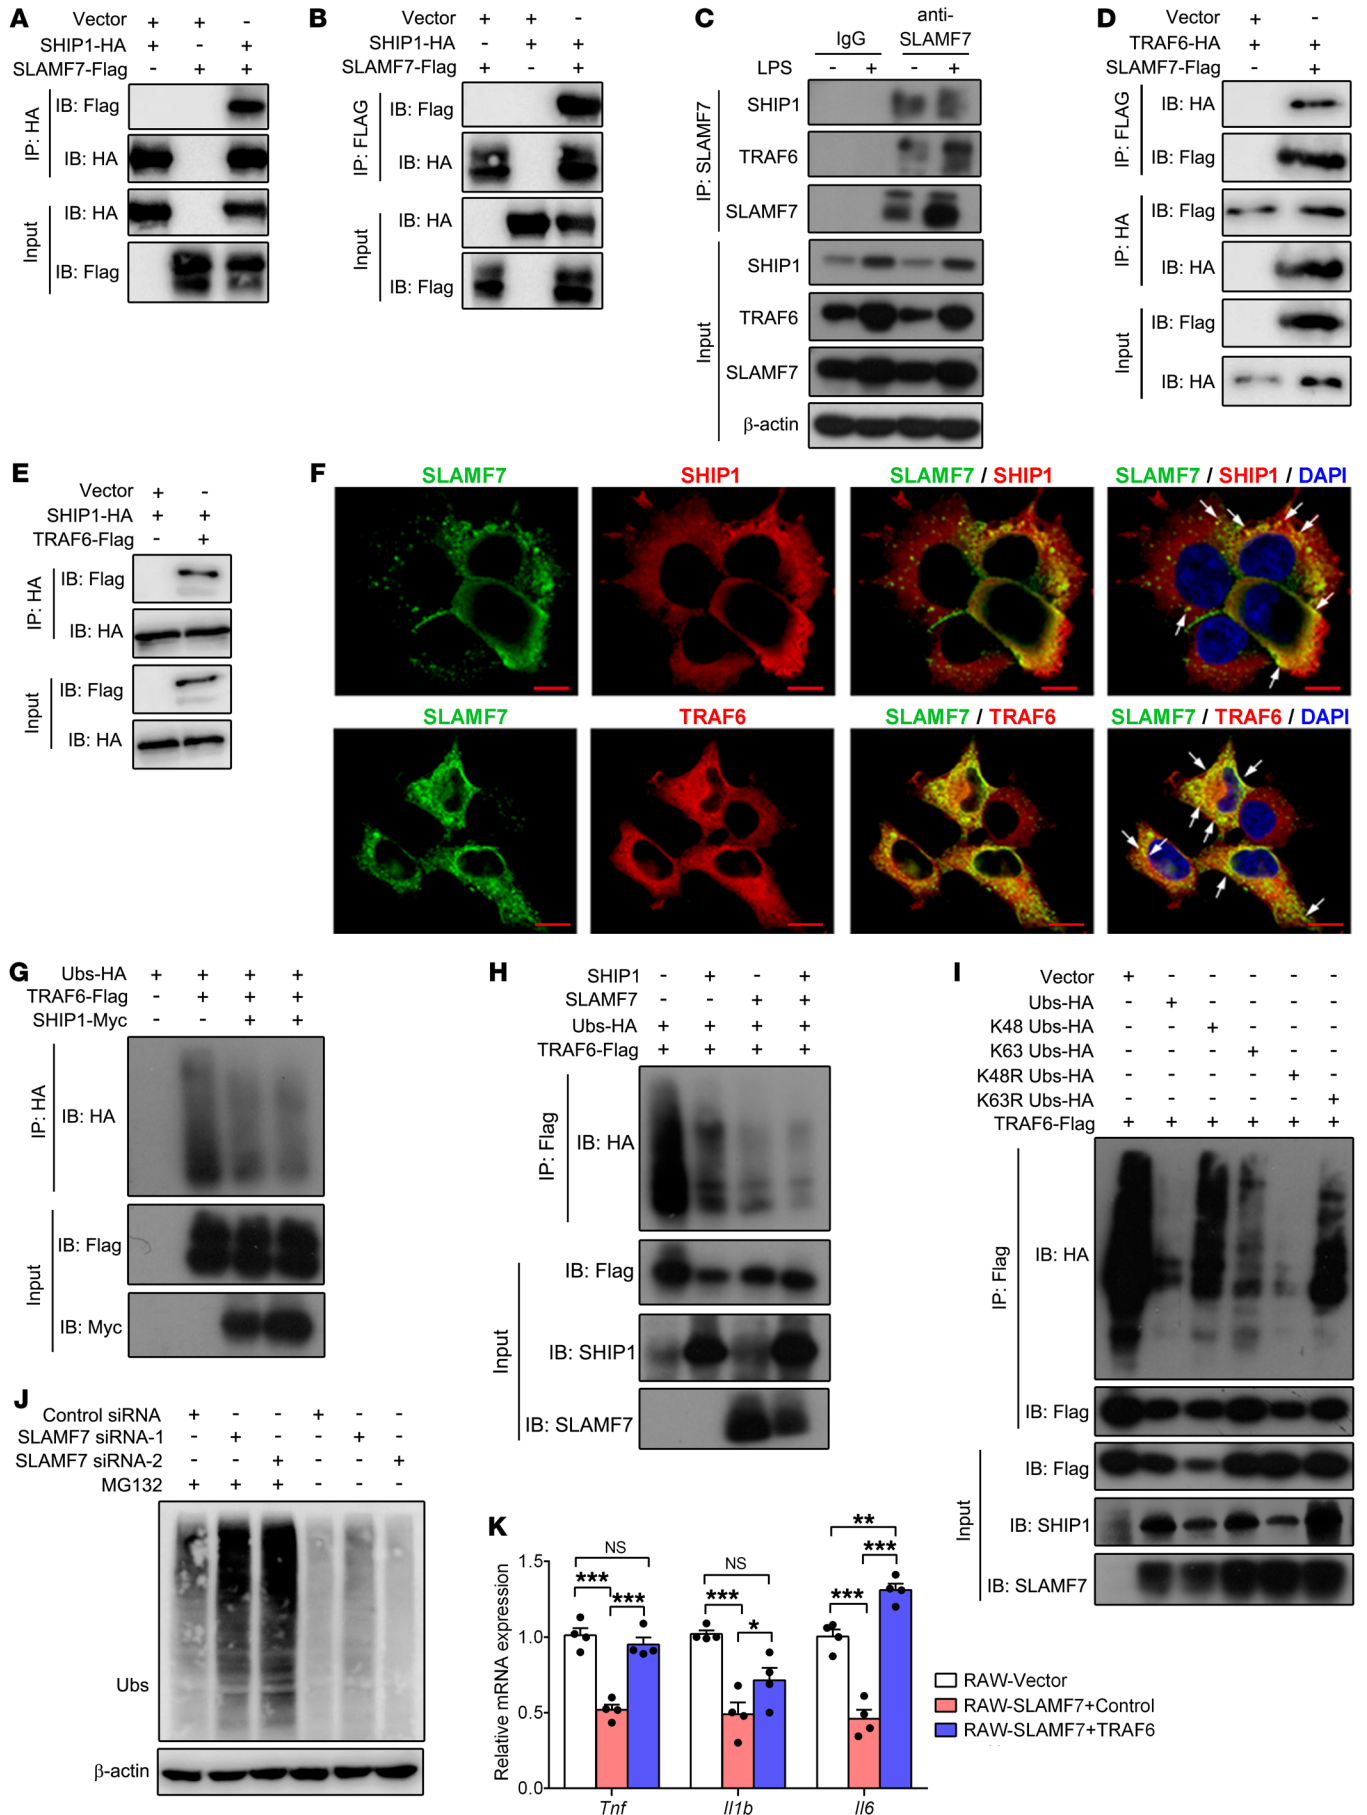 A
Vector + + -
SHIP1-HA + - +
SLAMF7-Flag - + +
IP: HA
IB: Flag
IB: HA
Input
IB: HA
IB: Flag
B
Vector + + -
SHIP1-HA - + +
SLAMF7-Flag + - +
IP: FLAG
IB: Flag
IB: HA
Input
IB: HA
IB: Flag
C
anti-
IgG SLAMF7
LPS - + - +
IP: SLAMF7
SHIP1
TRAF6
SLAMF7
Input
SHIP1
TRAF6
SLAMF7
β-actin
D
Vector + -
TRAF6-HA + +
SLAMF7-Flag - +
IP: FLAG
IB: HA
IB: Flag
IP: HA
IB: Flag
IB: HA
Input
IB: Flag
IB: HA
E
Vector + -
SHIP1-HA + +
TRAF6-Flag - +
IP: HA
IB: Flag
IB: HA
Input
IB: Flag
IB: HA
F
SLAMF7 SHIP1 SLAMF7 / SHIP1 SLAMF7 / SHIP1 / DAPI
SLAMF7 TRAF6 SLAMF7 / TRAF6 SLAMF7 / TRAF6 / DAPI
G
Ubs-HA + + + +
TRAF6-Flag - + + +
SHIP1-Myc - - + +
IP: HA
IB: HA
Input
IB: Flag
IB: Myc
H
SHIP1 - + - +
SLAMF7 - - + +
Ubs-HA + + + +
TRAF6-Flag + + + +
IP: Flag
IB: HA
Input
IB: Flag
IB: SHIP1
IB: SLAMF7
I
Vector + - - - - -
Ubs-HA - + - - - -
K48 Ubs-HA - - + - - -
K63 Ubs-HA - - - + - -
K48R Ubs-HA - - - - + -
K63R Ubs-HA - - - - - +
TRAF6-Flag + + + + + +
IP: Flag
IB: HA
IB: Flag
Input
IB: Flag
IB: SHIP1
IB: SLAMF7
J
Control siRNA + - - + - -
SLAMF7 siRNA-1 - + - - + -
SLAMF7 siRNA-2 - - + - - +
MG132 + + + - - -
Ubs
β-actin
K
Relative mRNA expression
1.5
1.0
0.5
0.0
NS
***
***
NS
***
*
**
***
***
Tnf Il1b Il6
RAW-Vector
RAW-SLAMF7+Control
RAW-SLAMF7+TRAF6